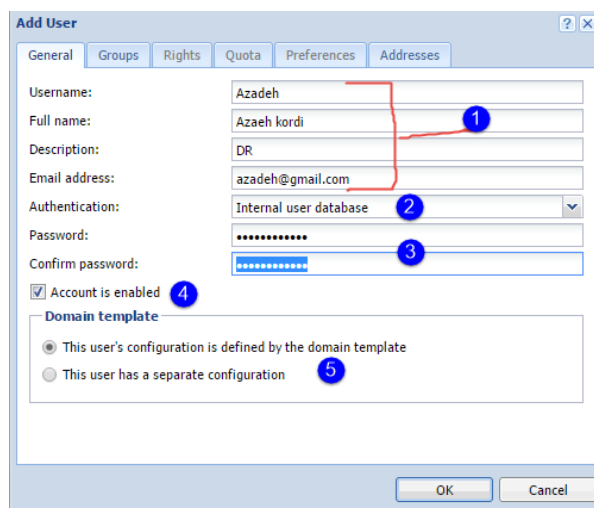 Add User
General Groups Rights Quota Preferences Addresses
Username: Azadeh
Full name: Azaeh kordi 1
Description: DR
Email address: azadeh@gmail.com
Authentication: Internal user database 2
Password: ••••••••••••
Confirm password: •••••••••••• 3
Account is enabled 4
Domain template
This user's configuration is defined by the domain template
This user has a separate configuration 5
OK Cancel